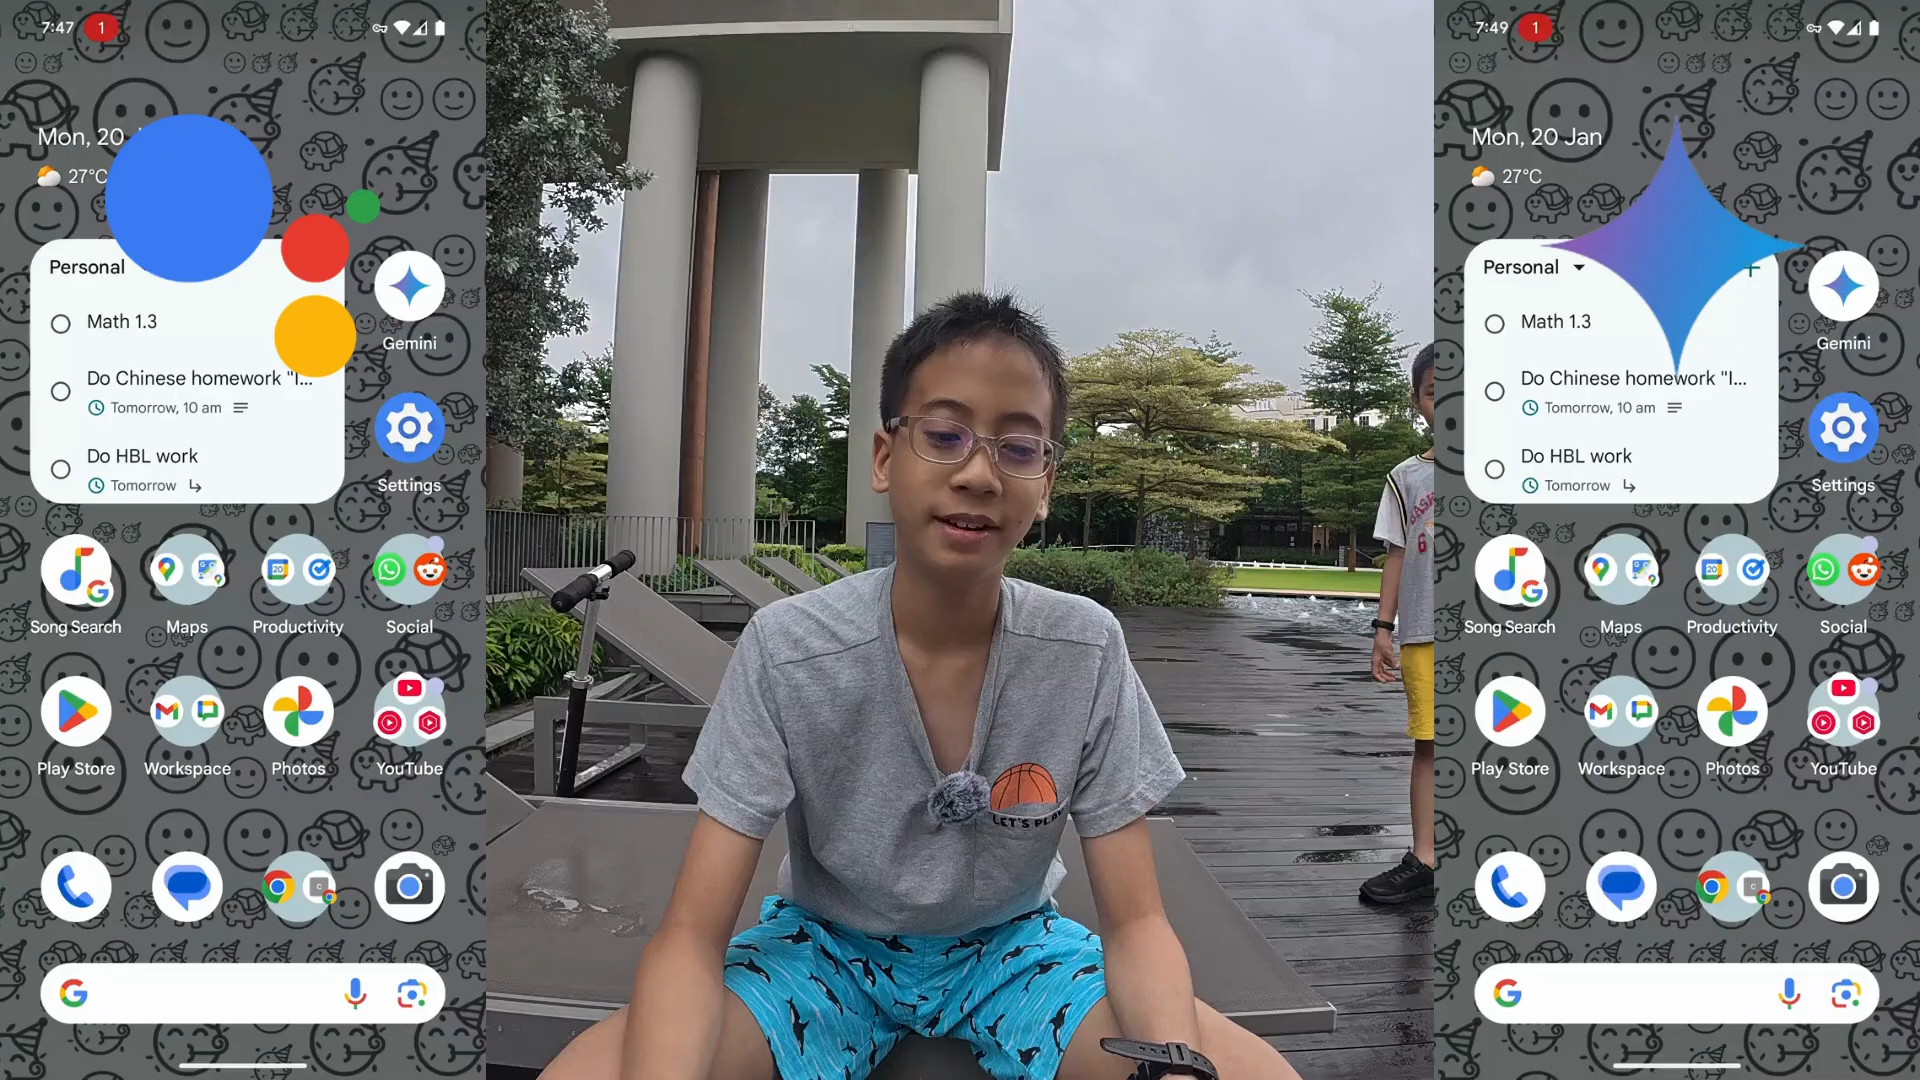 7:47
1
Mon, 20
27°C
Personal
Math 1.3
Do Chinese homework "I...
Tomorrow, 10 am
Do HBL work
Tomorrow
Gemini
Settings
Song Search
Maps
Productivity
Social
Play Store
Workspace
Photos
YouTube
LET'S PLA
7:49
1
Mon, 20 Jan
27°C
Personal
Math 1.3
Do Chinese homework "I...
Tomorrow, 10 am
Do HBL work
Tomorrow
Gemini
Settings
Song Search
Maps
Productivity
Social
Play Store
Workspace
Photos
YouTube